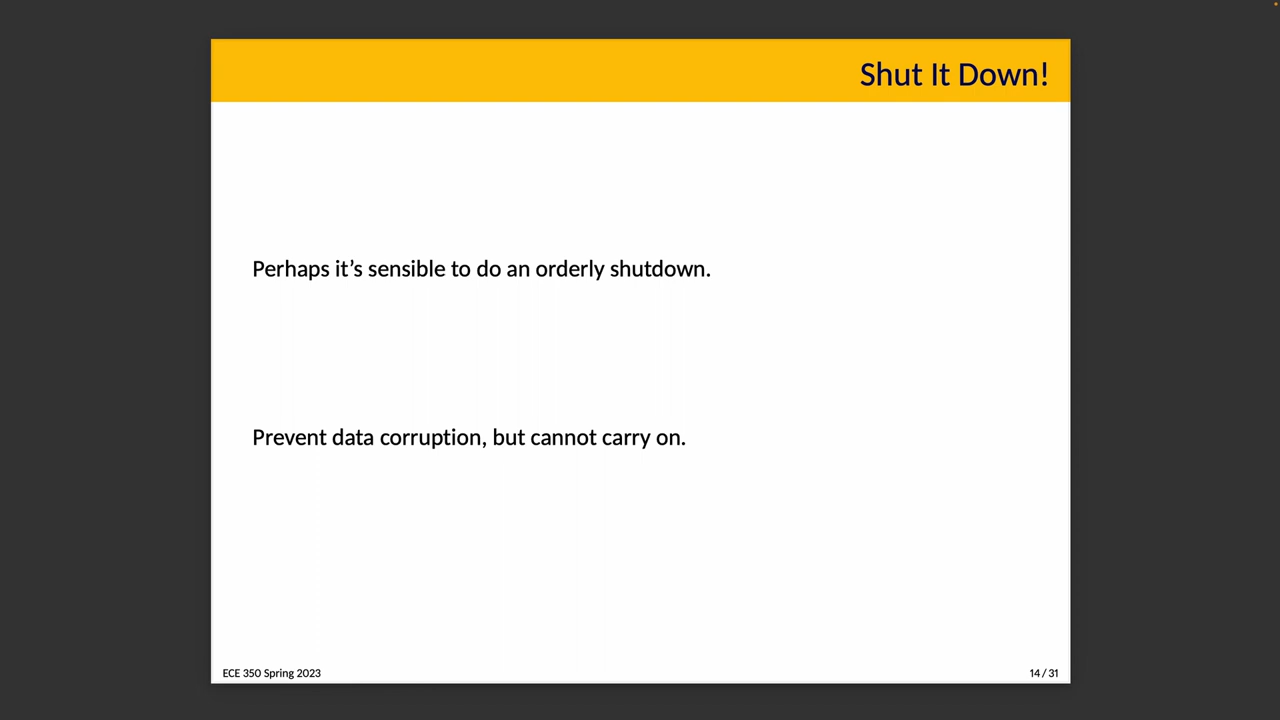 Shut It Down!
Perhaps it’s sensible to do an orderly shutdown.
Prevent data corruption, but cannot carry on.
ECE 350 Spring 2023
14 / 31